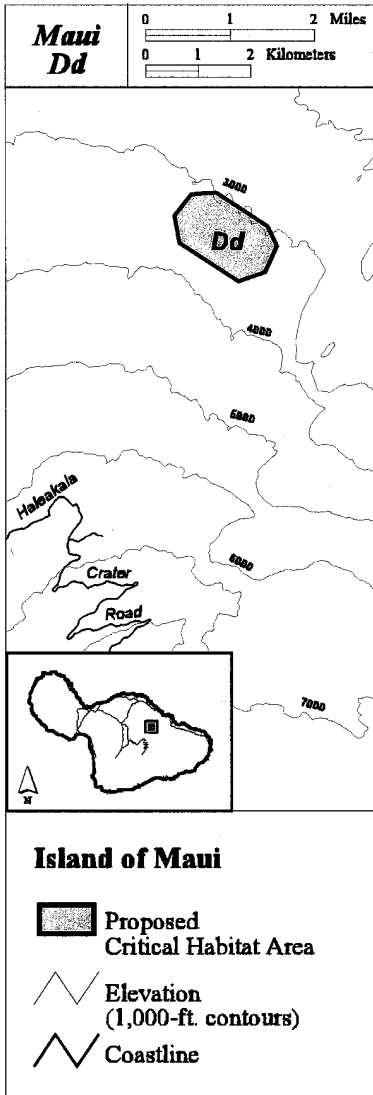 Maui
Dd
0 1 2 Miles
0 1 2 Kilometers
3000
Dd
4000
5000
Haleakala
Crater
Road
6000
7000
N
Island of Maui
Proposed
Critical Habitat Area
Elevation
(1,000-ft. contours)
Coastline